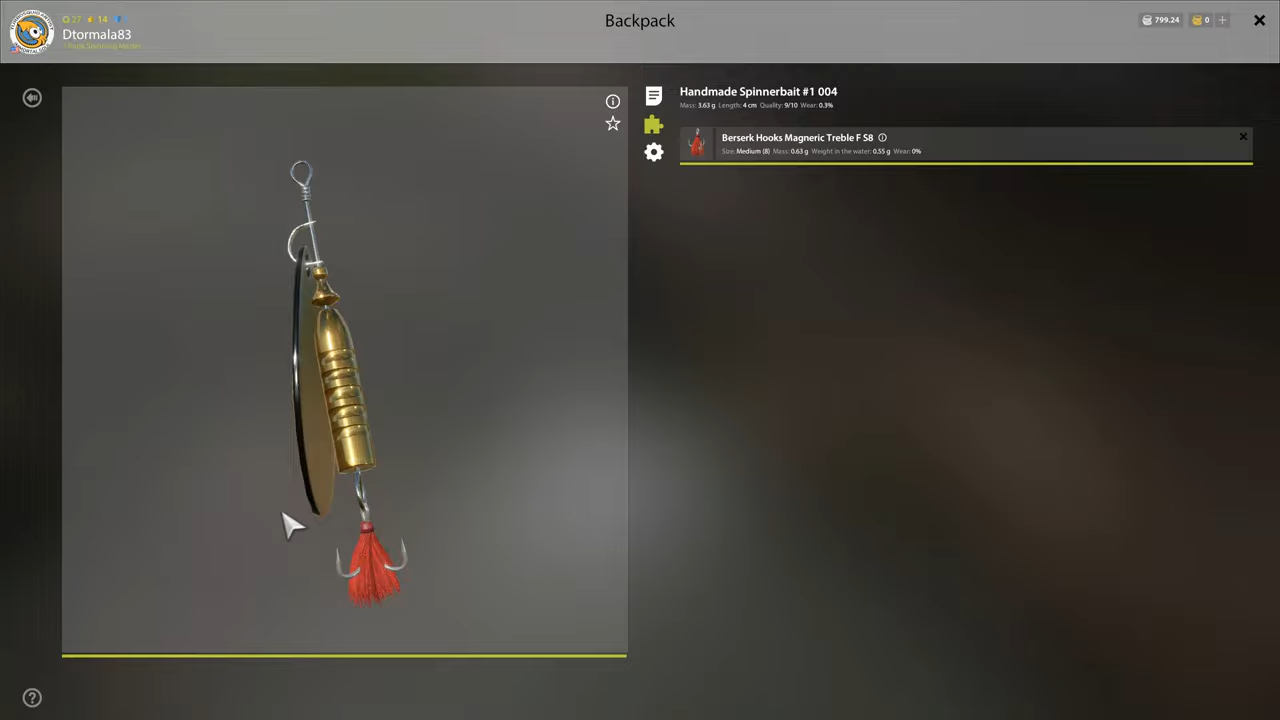 27 14
Backpack
799.24
0
Dtormala83
Handmade Spinnerbait #1 004
Mass: 3.63 g Length: 4 cm Quality: 9/10 Wear: 0.3%
Berserk Hooks Magneric Treble F S8
Size: Medium (8) Mass: 0.63 g Weight in the water: 0.55 g Wear: 0%